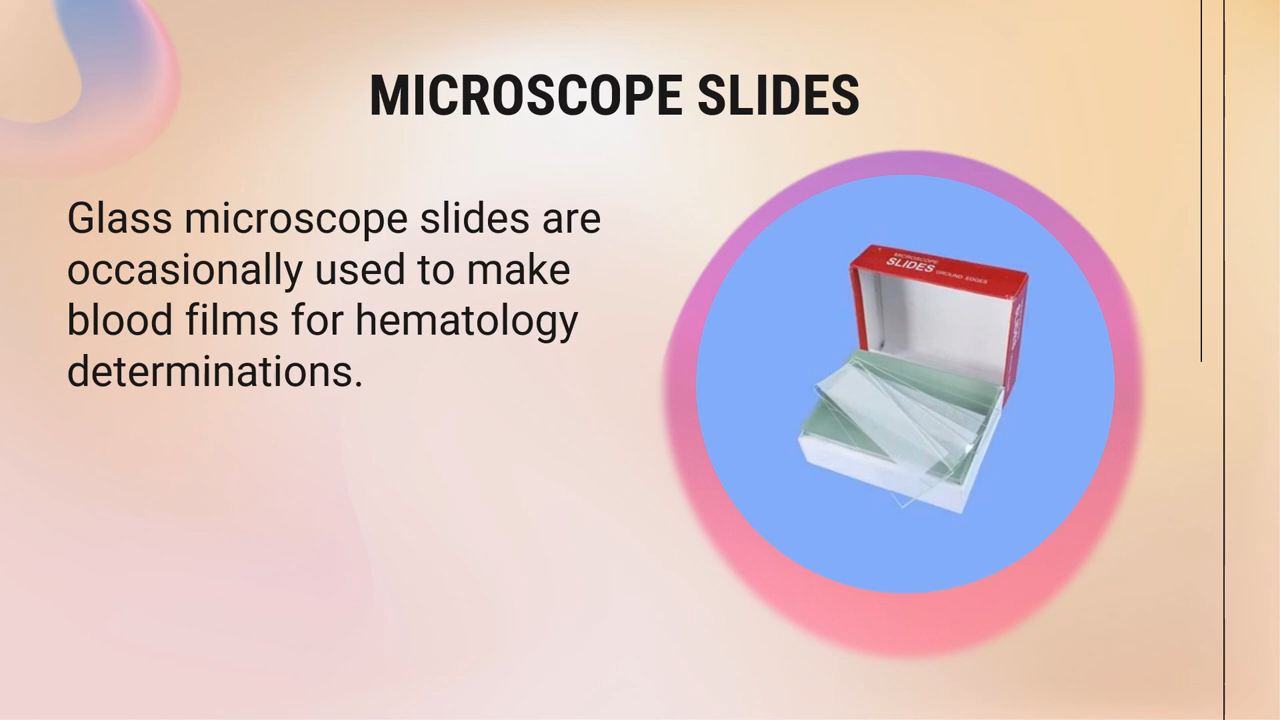 MICROSCOPE SLIDES
Glass microscope slides are
occasionally used to make
blood films for hematology
determinations.
MICROSCOPE
SLIDES GROUND EDGES